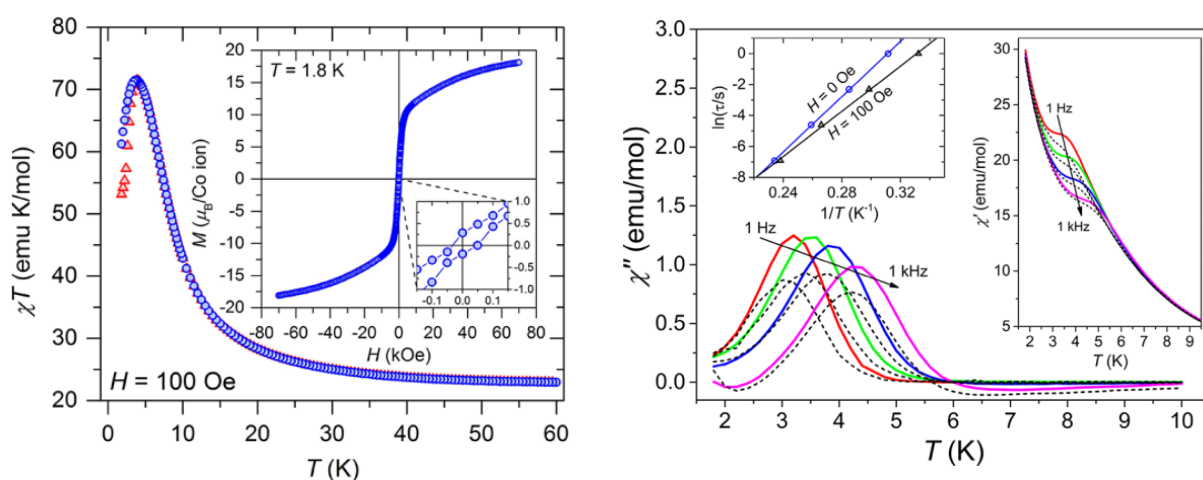 80
70
60
50
40
30
20
χT (emu K/mol)
0 10 20 30 40 50 60
T (K)
H = 100 Oe
T = 1.8 K
20
15
10
5
0
-5
-10
-15
-20
M (μB/Co ion)
-80 -60 -40 -20 0 20 40 60 80
H (kOe)
1.0
0.5
0.0
-0.5
-1.0
-0.1 0.0 0.1
3.0
2.5
2.0
1.5
1.0
0.5
0.0
χ'' (emu/mol)
2 3 4 5 6 7 8 9 10
T (K)
1 Hz
1 kHz
0
-2
-4
-6
-8
ln(τ/s)
H = 0 Oe
H = 100 Oe
0.24 0.28 0.32
1/T (K-1)
30
25
20
15
10
5
χ' (emu/mol)
1 Hz
1 kHz
2 3 4 5 6 7 8 9
T (K)